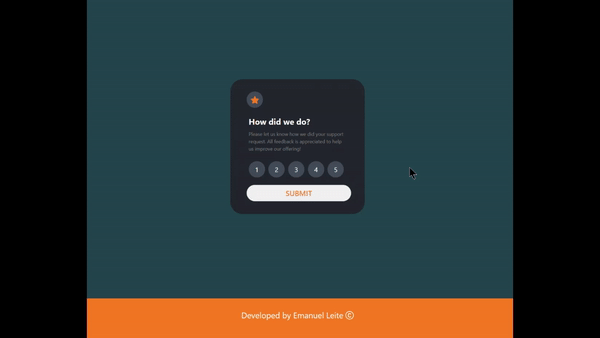 How did we do?
Please let us know how we did your support
request. All feedback is appreciated to help
us improve our offering!
1 2 3 4 5
SUBMIT
Developed by Emanuel Leite ©